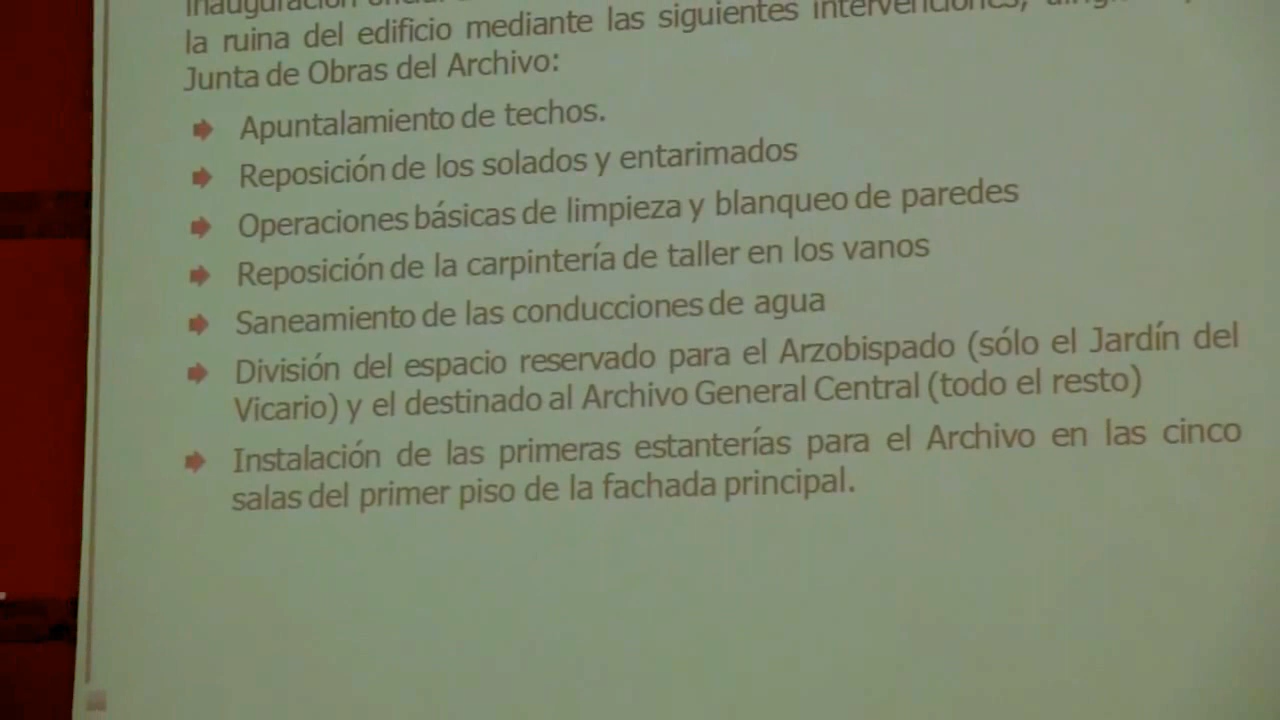 Inauguración
la ruina del edificio mediante las siguientes intervenciones,
Junta de Obras del Archivo:
Apuntalamiento de techos.
Reposición de los solados y entarimados
Operaciones básicas de limpieza y blanqueo de paredes
Reposición de la carpintería de taller en los vanos
Saneamiento de las conducciones de agua
División del espacio reservado para el Arzobispado (sólo el Jardín del
Vicario) y el destinado al Archivo General Central (todo el resto)
Instalación de las primeras estanterías para el Archivo en las cinco
salas del primer piso de la fachada principal.